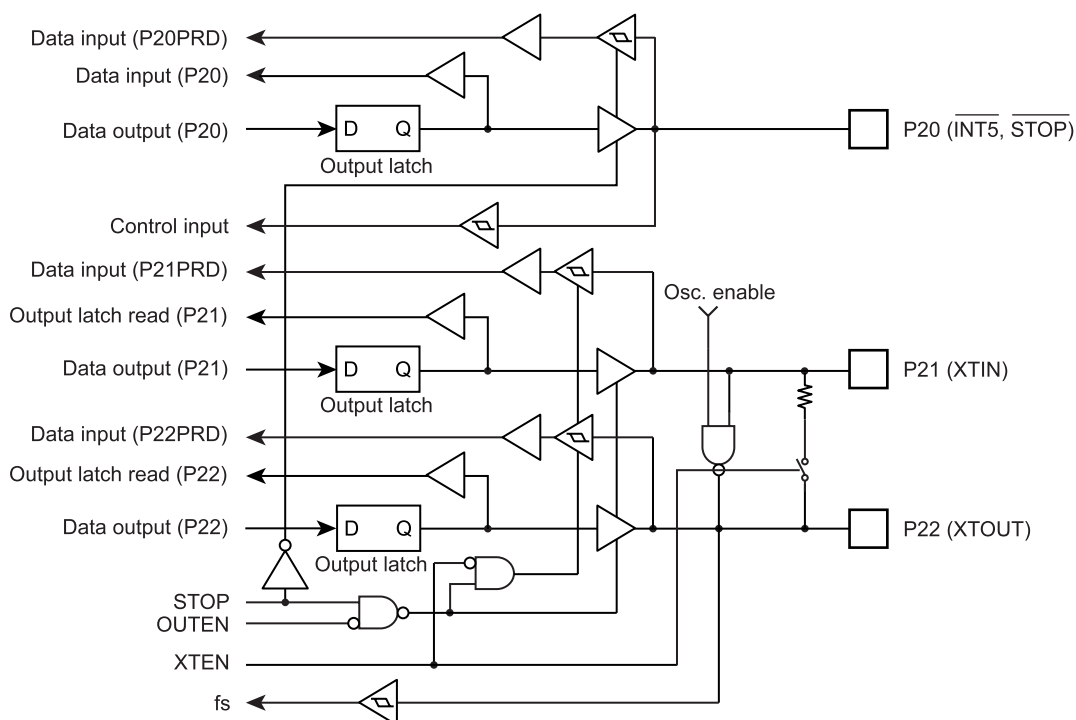 Data input (P20PRD)
Data input (P20)
Data output (P20)
D Q
Output latch
P20 (INT5, STOP)
Control input
Data input (P21PRD)
Osc. enable
Output latch read (P21)
Data output (P21)
D Q
Output latch
P21 (XTIN)
Data input (P22PRD)
Output latch read (P22)
Data output (P22)
D Q
Output latch
P22 (XTOUT)
STOP
OUTEN
XTEN
fs